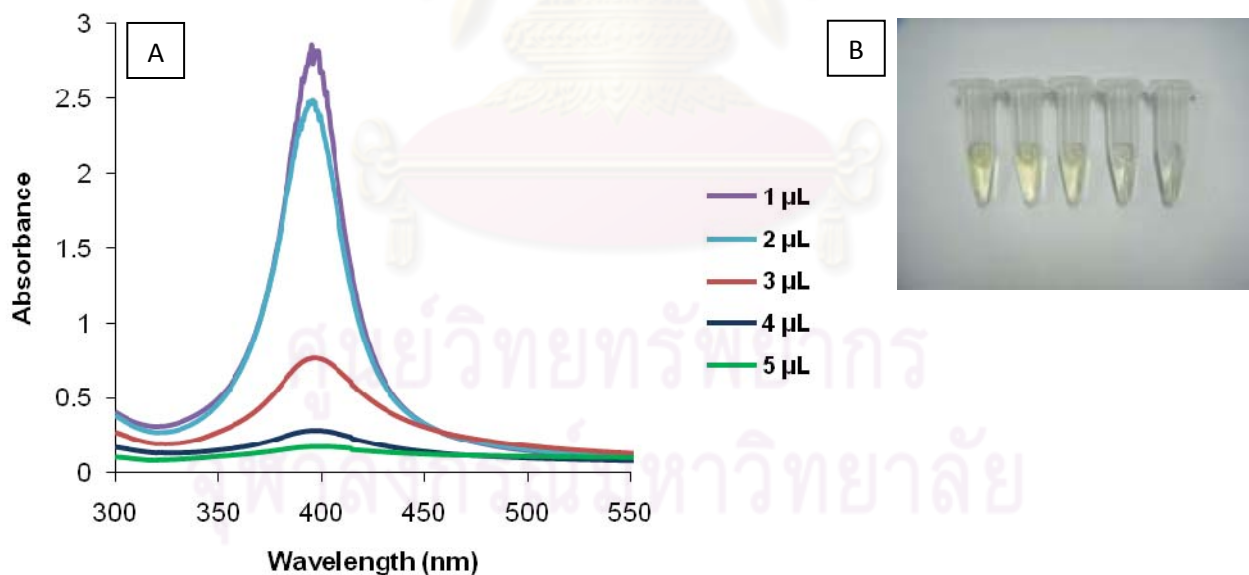 A
B
3
2.5
2
1.5
1
0.5
0
Absorbance
300 350 400 450 500 550
Wavelength (nm)
1 µL
2 µL
3 µL
4 µL
5 µL
ศูนย์วิทยทรัพยากร
จุฬาลงกรณ์มหาวิทยาลัย